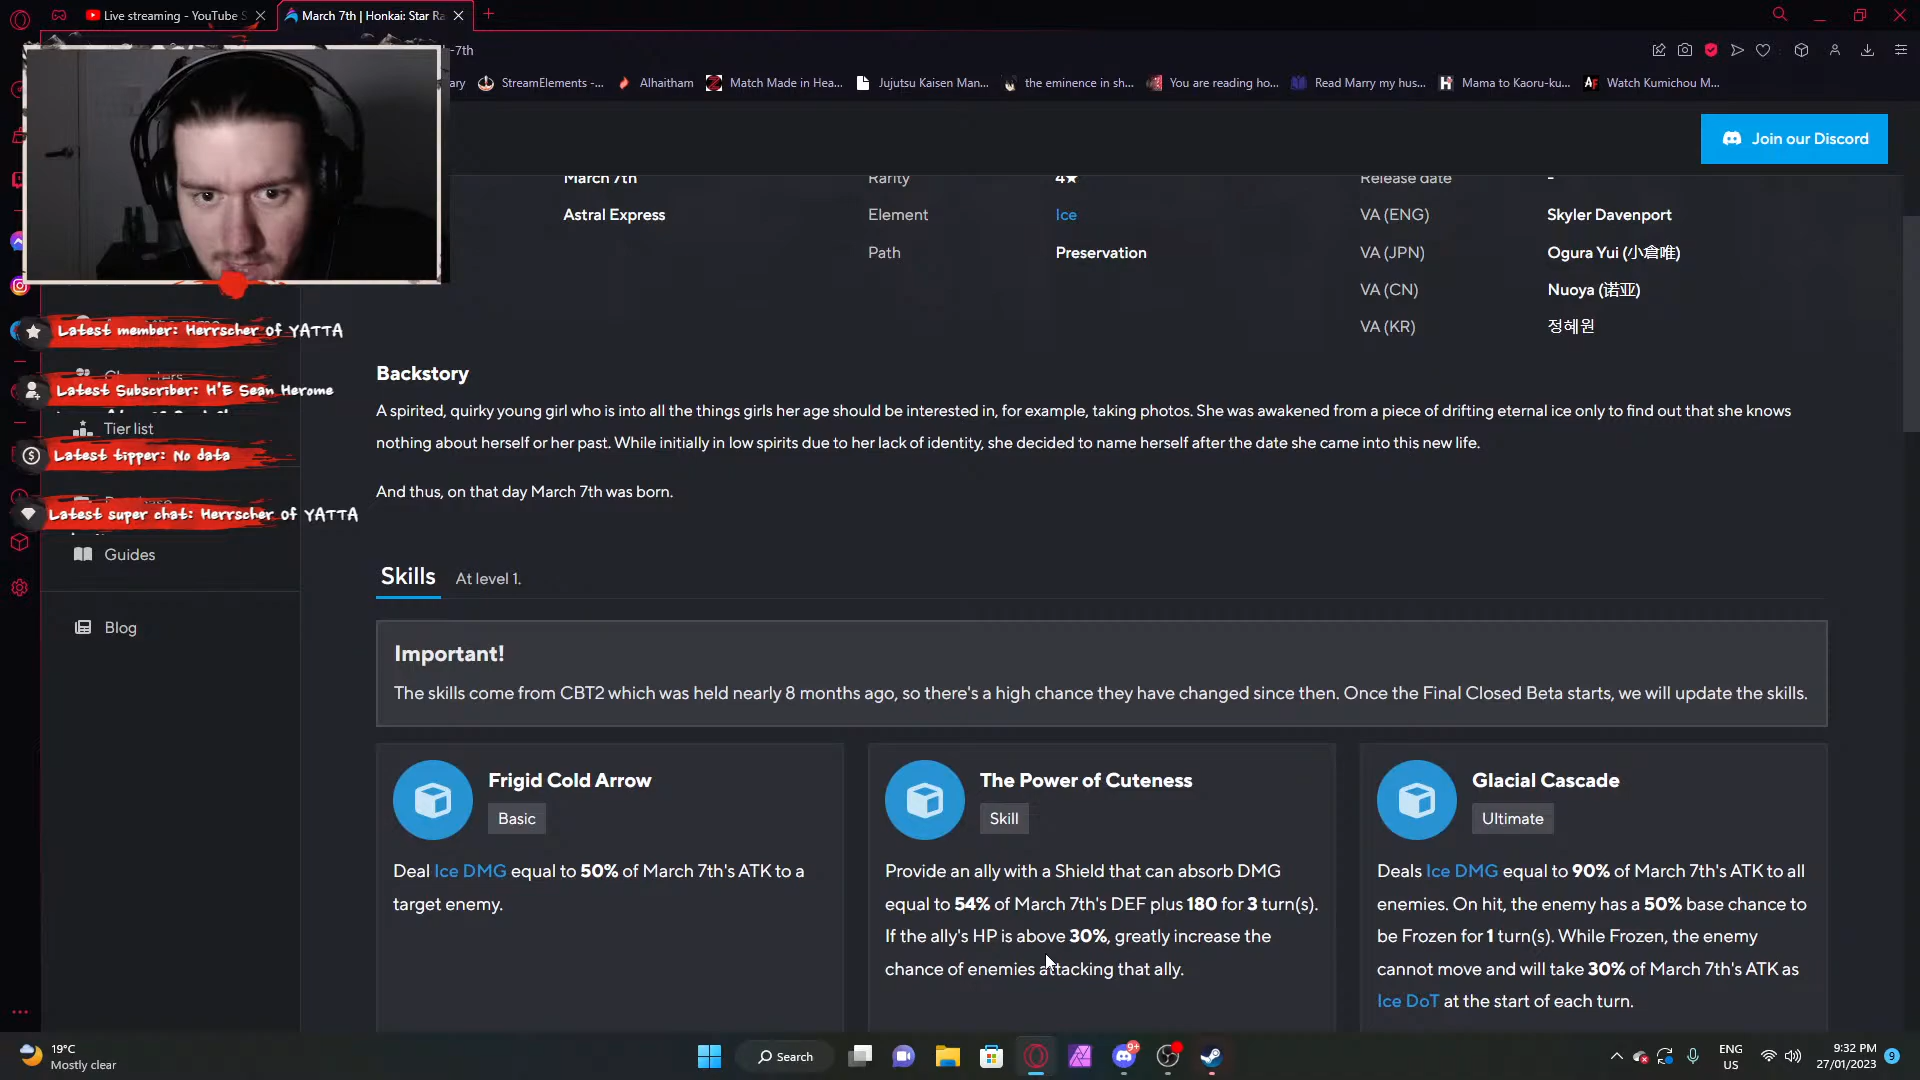 Live streaming - YouTube S
March 7th | Honkai: Star Ra
-7th
ary
StreamElements -...
Alhaitham
Match Made in Hea...
Jujutsu Kaisen Man...
the eminence in sh...
You are reading ho...
Read Marry my hus...
Mama to Kaoru-ku...
Watch Kumichou M...
Join our Discord
March 7th
Rarity
4★
Release date
-
Astral Express
Element
Ice
VA (ENG)
Skyler Davenport
Path
Preservation
VA (JPN)
Ogura Yui (小倉唯)
VA (CN)
Nuoya (诺亚)
VA (KR)
정혜원
Latest member: Herrscher of YATTA
Latest Subscriber: H'E Sean Herome
Tier list
Latest tipper: No data
Latest super chat: Herrscher of YATTA
Guides
Blog
Backstory
A spirited, quirky young girl who is into all the things girls her age should be interested in, for example, taking photos. She was awakened from a piece of drifting eternal ice only to find out that she knows
nothing about herself or her past. While initially in low spirits due to her lack of identity, she decided to name herself after the date she came into this new life.
And thus, on that day March 7th was born.
Skills
At level 1.
Important!
The skills come from CBT2 which was held nearly 8 months ago, so there's a high chance they have changed since then. Once the Final Closed Beta starts, we will update the skills.
Frigid Cold Arrow
Basic
Deal Ice DMG equal to 50% of March 7th's ATK to a
target enemy.
The Power of Cuteness
Skill
Provide an ally with a Shield that can absorb DMG
equal to 54% of March 7th's DEF plus 180 for 3 turn(s).
If the ally's HP is above 30%, greatly increase the
chance of enemies attacking that ally.
Glacial Cascade
Ultimate
Deals Ice DMG equal to 90% of March 7th's ATK to all
enemies. On hit, the enemy has a 50% base chance to
be Frozen for 1 turn(s). While Frozen, the enemy
cannot move and will take 30% of March 7th's ATK as
Ice DoT at the start of each turn.
19°C
Mostly clear
Search
9+
ENG
US
9:32 PM
27/01/2023
9